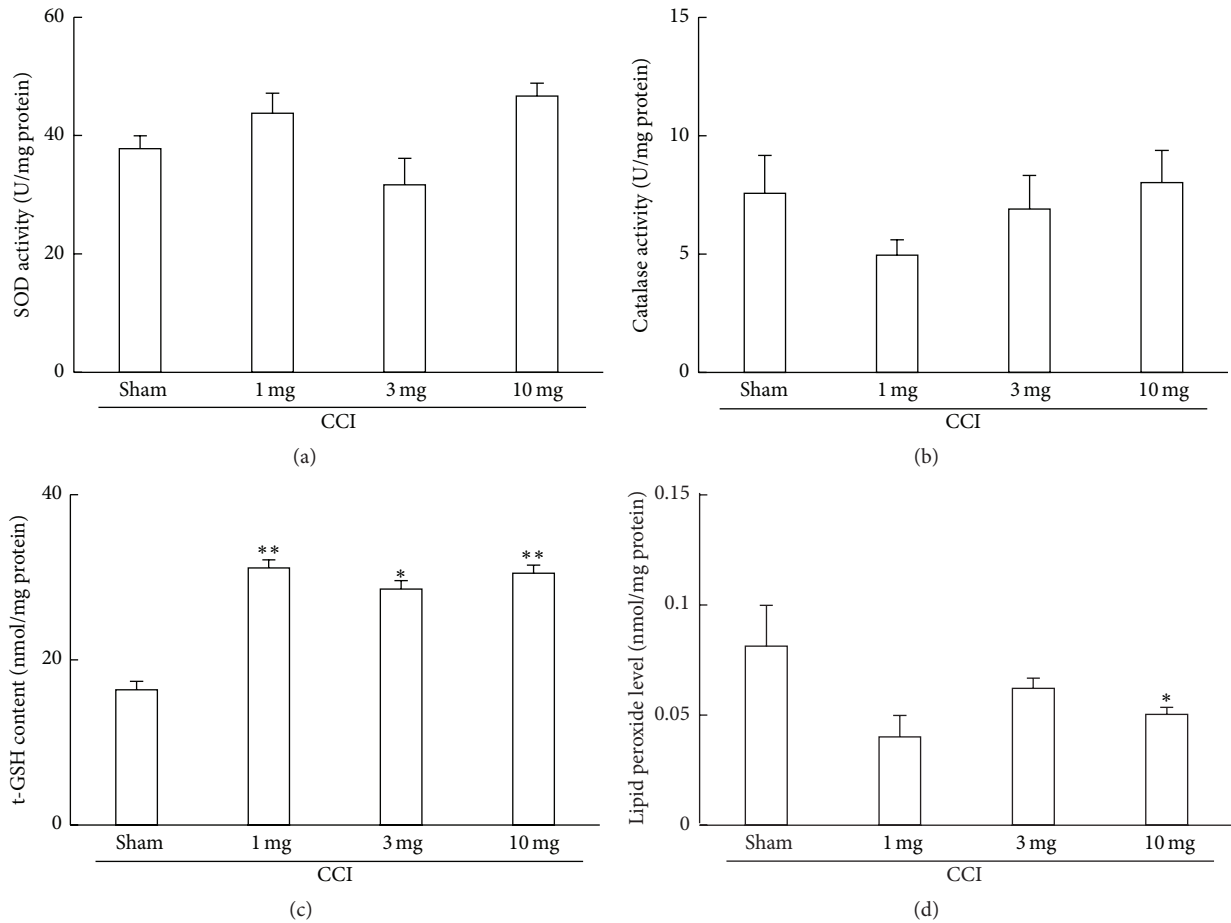 60
40
20
0
SOD activity (U/mg protein)
Sham 1 mg 3 mg 10 mg
CCI
(a)
15
10
5
0
Catalase activity (U/mg protein)
Sham 1 mg 3 mg 10 mg
CCI
(b)
40
20
0
t-GSH content (nmol/mg protein)
** * **
Sham 1 mg 3 mg 10 mg
CCI
(c)
0.15
0.1
0.05
0
Lipid peroxide level (nmol/mg protein)
*
Sham 1 mg 3 mg 10 mg
CCI
(d)